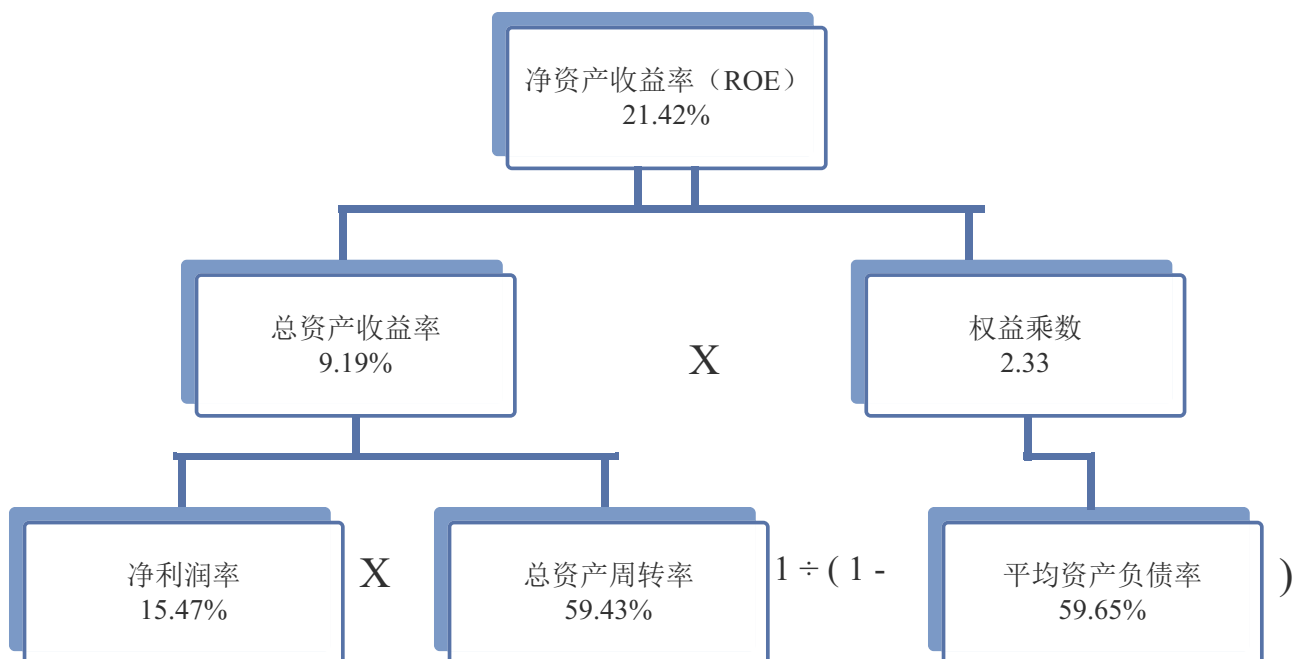 净资产收益率（ROE）
21.42%
总资产收益率
9.19%
X
权益乘数
2.33
净利润率
15.47%
X
总资产周转率
59.43%
1 ÷ ( 1 -
平均资产负债率
59.65%
)